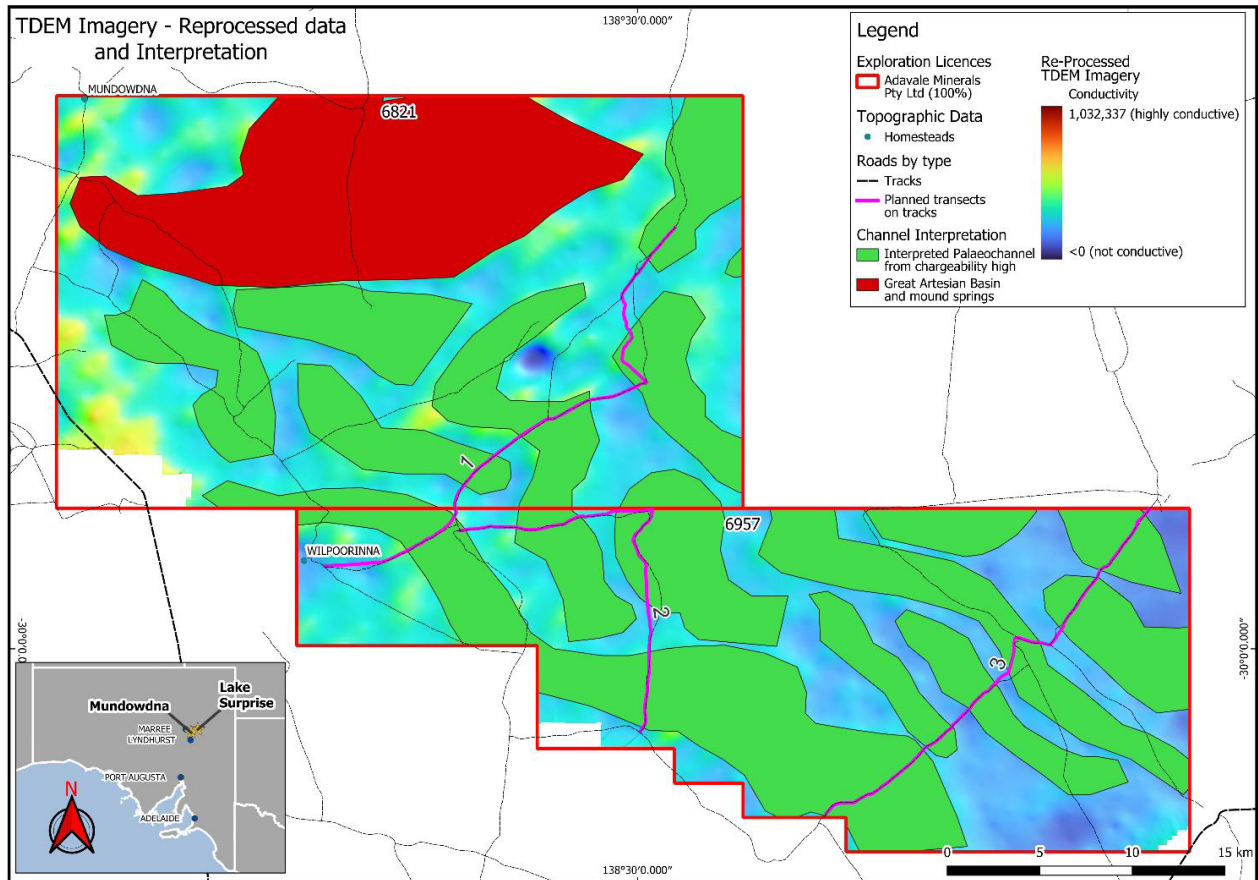 TDEM Imagery - Reprocessed data
and Interpretation
138°30'0.000"
Legend
Exploration Licences
Adavale Minerals
Pty Ltd (100%)
Topographic Data
Homesteads
Roads by type
Tracks
Planned transects
on tracks
Channel Interpretation
Interpreted Palaeochannel
from chargeability high
Great Artesian Basin
and mound springs
Re-Processed
TDEM Imagery
Conductivity
1,032,337 (highly conductive)
<0 (not conductive)
MUNDOWDNA
6821
1
WILPOORINNA
6957
2
3
-30°0'0.0
-30°0'0.000"
Mundowdna
Lake
Surprise
MARREE
LYNDHURST
PORT AUGUSTA
ADELAIDE
N
0
5
10
15 km
138°30'0.000"